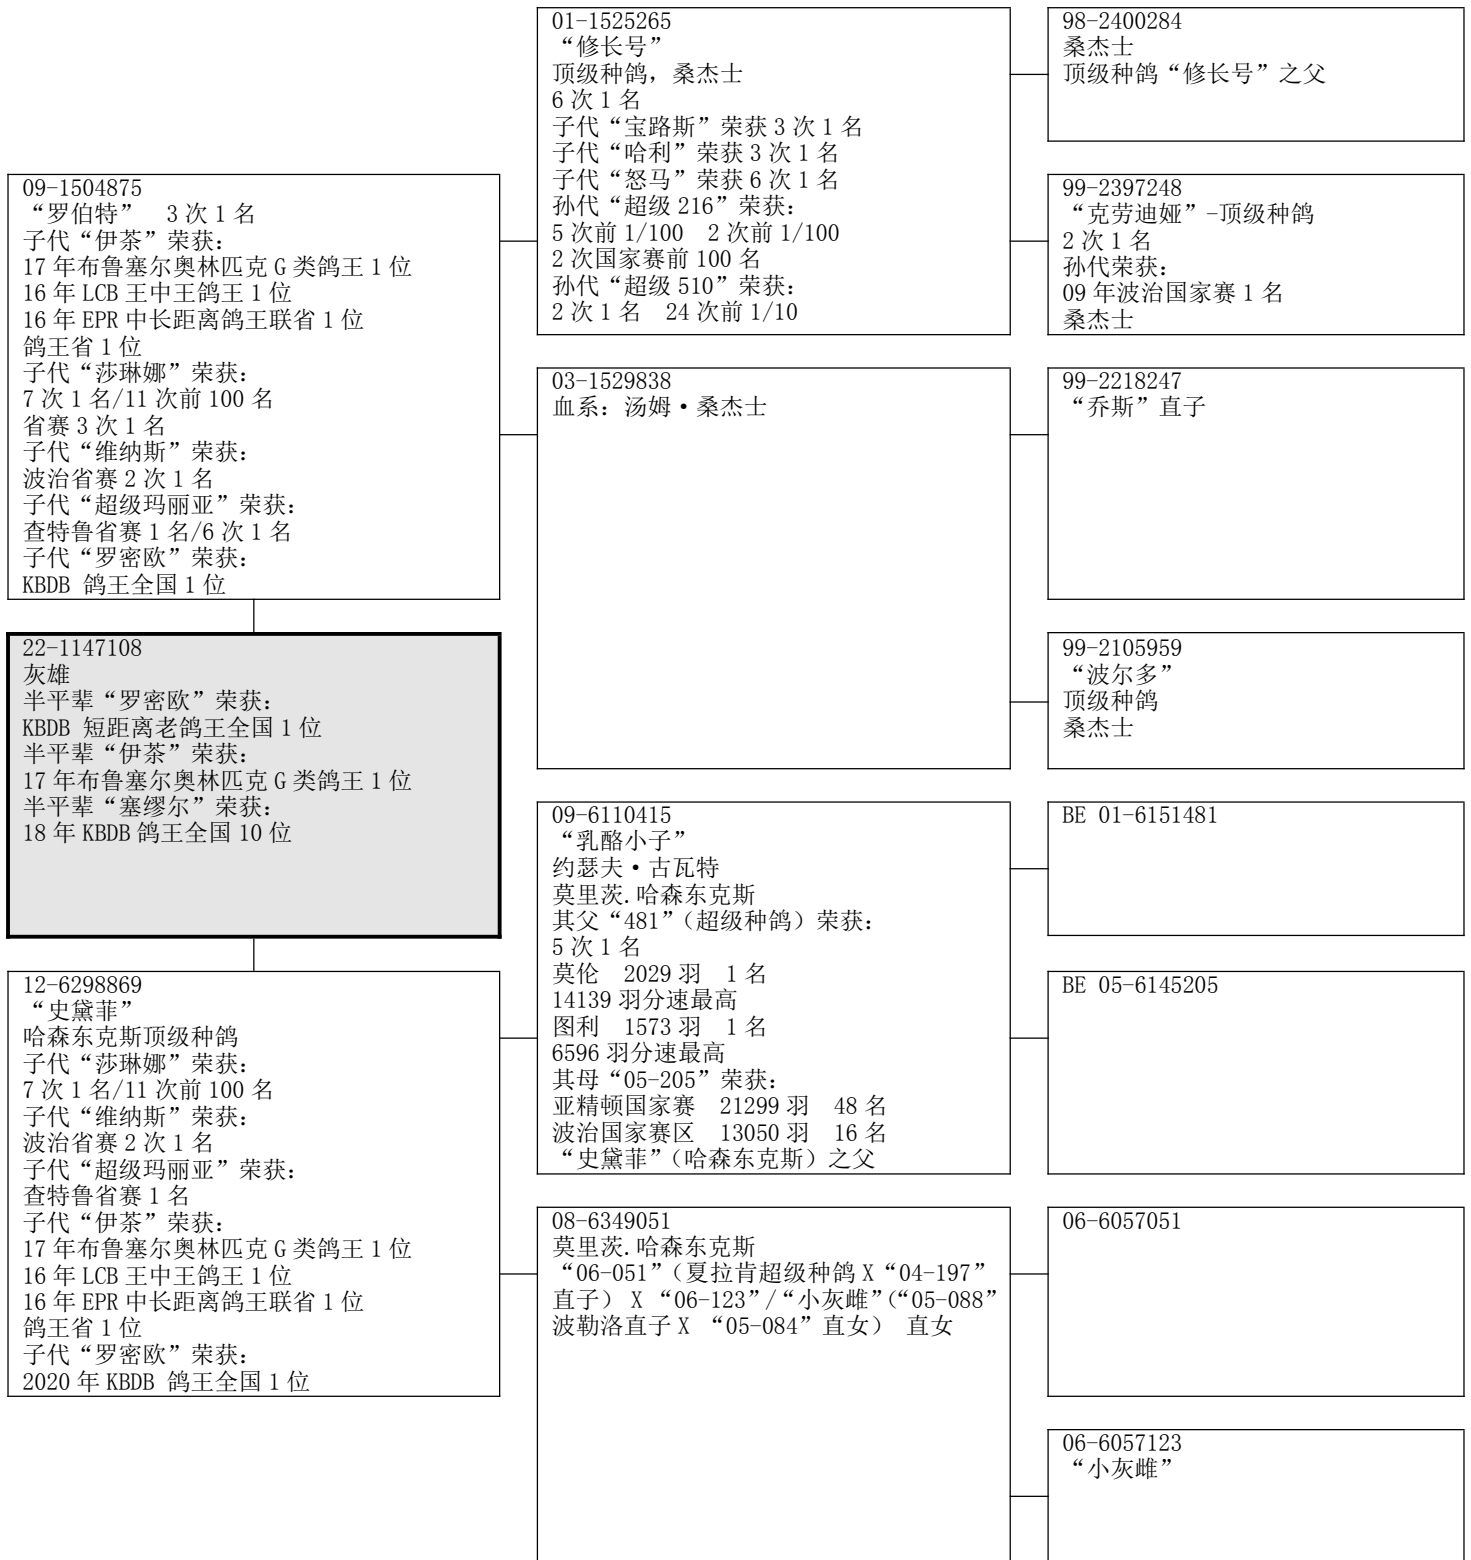 01-1525265
“修长号”
顶级种鸽，桑杰士
6 次 1 名
子代“宝路斯”荣获 3 次 1 名
子代“哈利”荣获 3 次 1 名
子代“怒马”荣获 6 次 1 名
孙代“超级 216”荣获：
5 次前 1/100  2 次前 1/100
2 次国家赛前 100 名
孙代“超级 510”荣获：
2 次 1 名  24 次前 1/10
98-2400284
桑杰士
顶级种鸽“修长号”之父
09-1504875
“罗伯特”  3 次 1 名
子代“伊茶”荣获：
17 年布鲁塞尔奥林匹克 G 类鸽王 1 位
16 年 LCB 王中王鸽王 1 位
16 年 EPR 中长距离鸽王联省 1 位
鸽王省 1 位
子代“莎琳娜”荣获：
7 次 1 名/11 次前 100 名
省赛 3 次 1 名
子代“维纳斯”荣获：
波治省赛 2 次 1 名
子代“超级玛丽亚”荣获：
查特鲁省赛 1 名/6 次 1 名
子代“罗密欧”荣获：
KBDB 鸽王全国 1 位
99-2397248
“克劳迪娅”-顶级种鸽
2 次 1 名
孙代荣获：
09 年波治国家赛 1 名
桑杰士
03-1529838
血系：汤姆·桑杰士
99-2218247
“乔斯”直子
22-1147108
灰雄
半平辈“罗密欧”荣获：
KBDB 短距离老鸽王全国 1 位
半平辈“伊茶”荣获：
17 年布鲁塞尔奥林匹克 G 类鸽王 1 位
半平辈“塞缪尔”荣获：
18 年 KBDB 鸽王全国 10 位
99-2105959
“波尔多”
顶级种鸽
桑杰士
09-6110415
“乳酪小子”
约瑟夫·古瓦特
莫里茨.哈森东克斯
其父“481”（超级种鸽）荣获：
5 次 1 名
莫伦  2029 羽  1 名
14139 羽分速最高
图利  1573 羽  1 名
6596 羽分速最高
其母“05-205”荣获：
亚精顿国家赛  21299 羽  48 名
波治国家赛区  13050 羽  16 名
“史黛菲”（哈森东克斯）之父
BE 01-6151481
12-6298869
“史黛菲”
哈森东克斯顶级种鸽
子代“莎琳娜”荣获：
7 次 1 名/11 次前 100 名
子代“维纳斯”荣获：
波治省赛 2 次 1 名
子代“超级玛丽亚”荣获：
查特鲁省赛 1 名
子代“伊茶”荣获：
17 年布鲁塞尔奥林匹克 G 类鸽王 1 位
16 年 LCB 王中王鸽王 1 位
16 年 EPR 中长距离鸽王联省 1 位
鸽王省 1 位
子代“罗密欧”荣获：
2020 年 KBDB 鸽王全国 1 位
BE 05-6145205
08-6349051
莫里茨.哈森东克斯
“06-051”（夏拉肯超级种鸽 X “04-197”
直子） X “06-123”/“小灰雌”（“05-088”
波勒洛直子 X “05-084”直女） 直女
06-6057051
06-6057123
“小灰雌”